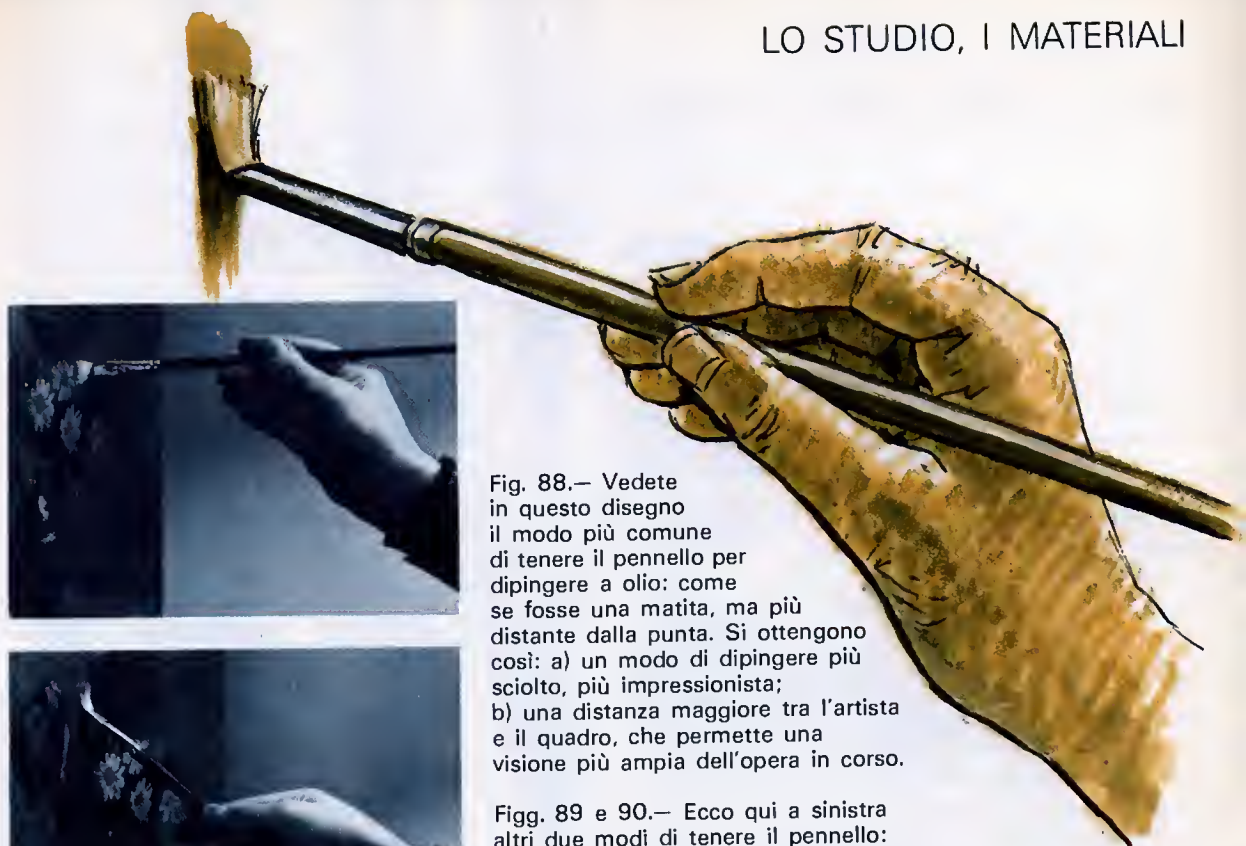 LO STUDIO, I MATERIALI
Fig. 88.— Vedete
in questo disegno
il modo più comune
di tenere il pennello per
dipingere a olio: come
se fosse una matita, ma più
distante dalla punta. Si ottengono
così: a) un modo di dipingere più
sciolto, più impressionista;
b) una distanza maggiore tra l'artista
e il quadro, che permette una
visione più ampia dell'opera in corso.
Figg. 89 e 90.— Ecco qui a sinistra
altri due modi di tenere il pennello: